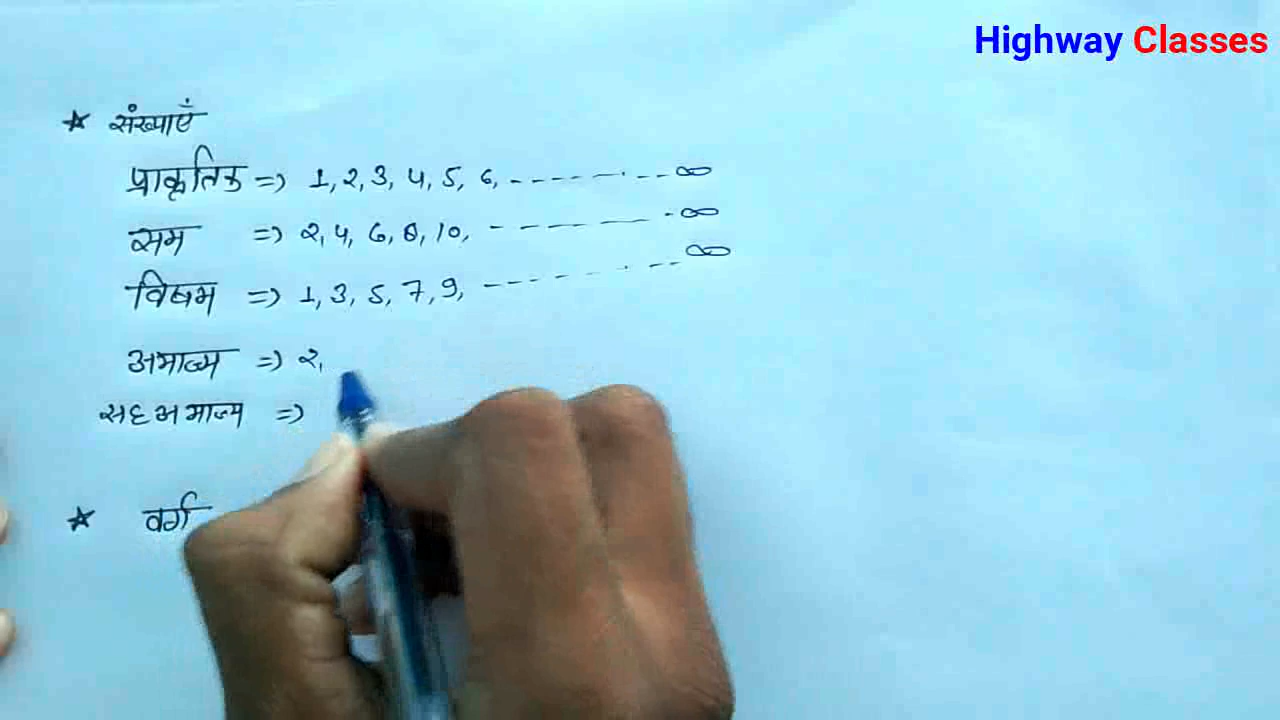 Highway Classes
★ संख्याएँ
प्राकृतिक => 1, 2, 3, 4, 5, 6, -------- ∞
सम => 2, 4, 6, 8, 10, -------- ∞
विषम => 1, 3, 5, 7, 9, -------- ∞
अभाज्य => 2,
सहअभाज्य =>
★ वर्ग